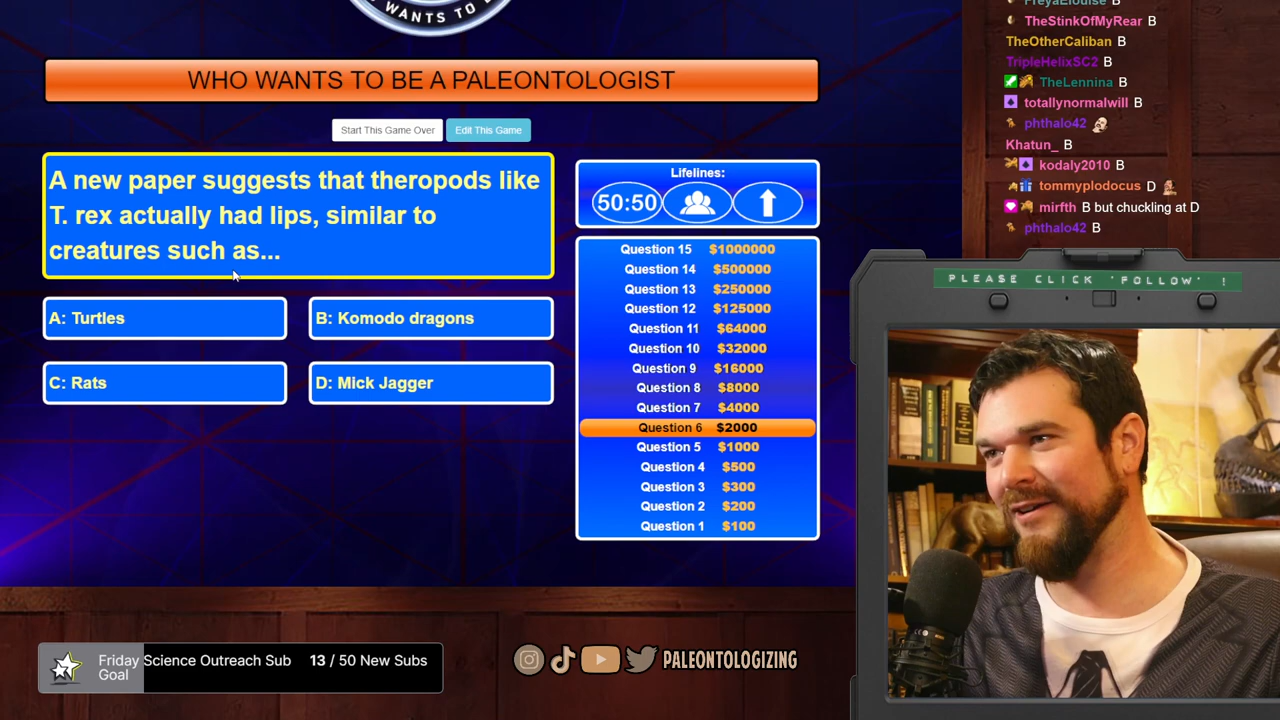 WANTS TO
WHO WANTS TO BE A PALEONTOLOGIST
Start This Game Over
Edit This Game
A new paper suggests that theropods like
T. rex actually had lips, similar to
creatures such as...
A: Turtles
B: Komodo dragons
C: Rats
D: Mick Jagger
Lifelines:
50:50
Question 15 $1000000
Question 14 $500000
Question 13 $250000
Question 12 $125000
Question 11 $64000
Question 10 $32000
Question 9 $16000
Question 8 $8000
Question 7 $4000
Question 6 $2000
Question 5 $1000
Question 4 $500
Question 3 $300
Question 2 $200
Question 1 $100
FreyaElouise B
TheStinkOfMyRear B
TheOtherCaliban B
TripleHelixSC2 B
TheLennina B
totallynormalwill B
phthalo42
Khatun_ B
kodaly2010 B
tommyplodocus D
mirfth B but chuckling at D
phthalo42 B
PLEASE CLICK 'FOLLOW' !
Friday Science Outreach Sub
Goal
13 / 50 New Subs
PALEONTOLOGIZING